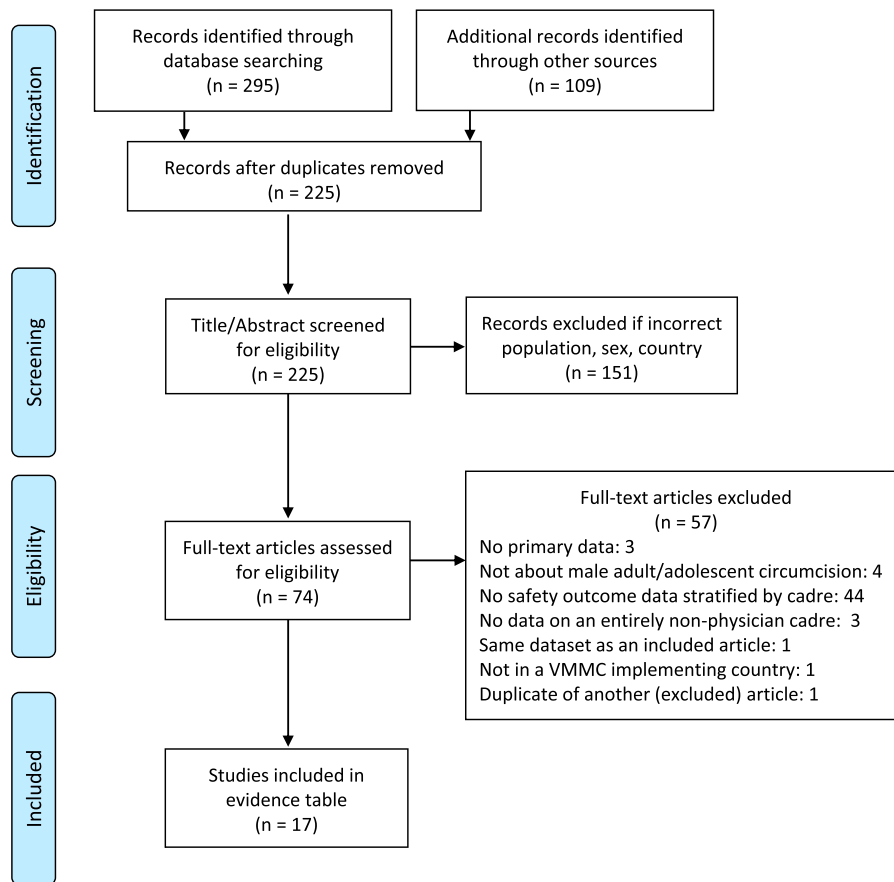 Identification
Records identified through
database searching
(n = 295)
Additional records identified
through other sources
(n = 109)
Records after duplicates removed
(n = 225)
Screening
Title/Abstract screened
for eligibility
(n = 225)
Records excluded if incorrect
population, sex, country
(n = 151)
Eligibility
Full-text articles assessed
for eligibility
(n = 74)
Full-text articles excluded
(n = 57)
No primary data: 3
Not about male adult/adolescent circumcision: 4
No safety outcome data stratified by cadre: 44
No data on an entirely non-physician cadre: 3
Same dataset as an included article: 1
Not in a VMMC implementing country: 1
Duplicate of another (excluded) article: 1
Included
Studies included in
evidence table
(n = 17)